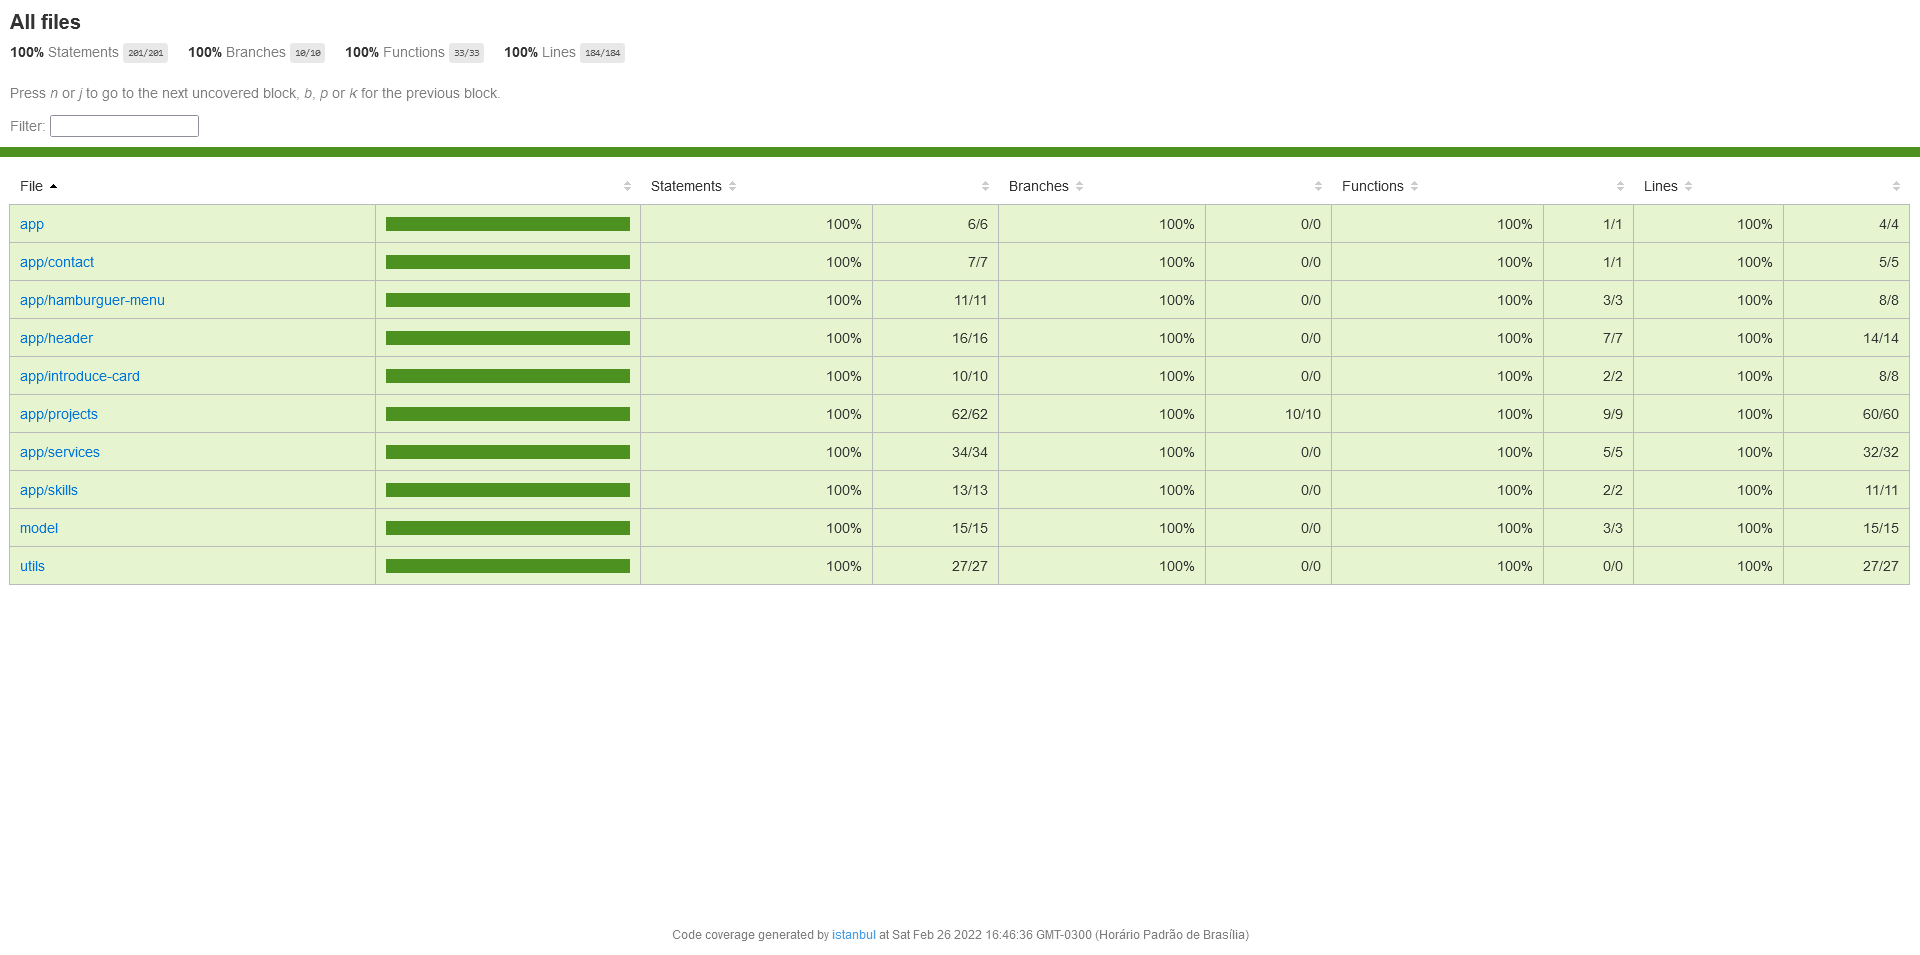 All files
100% Statements 201/201 100% Branches 10/10 100% Functions 33/33 100% Lines 184/184
Press n or j to go to the next uncovered block, b, p or k for the previous block.
Filter:
File Statements Branches Functions Lines
app 100% 6/6 100% 0/0 100% 1/1 100% 4/4
app/contact 100% 7/7 100% 0/0 100% 1/1 100% 5/5
app/hamburguer-menu 100% 11/11 100% 0/0 100% 3/3 100% 8/8
app/header 100% 16/16 100% 0/0 100% 7/7 100% 14/14
app/introduce-card 100% 10/10 100% 0/0 100% 2/2 100% 8/8
app/projects 100% 62/62 100% 10/10 100% 9/9 100% 60/60
app/services 100% 34/34 100% 0/0 100% 5/5 100% 32/32
app/skills 100% 13/13 100% 0/0 100% 2/2 100% 11/11
model 100% 15/15 100% 0/0 100% 3/3 100% 15/15
utils 100% 27/27 100% 0/0 100% 0/0 100% 27/27
Code coverage generated by istanbul at Sat Feb 26 2022 16:46:36 GMT-0300 (Horário Padrão de Brasília)